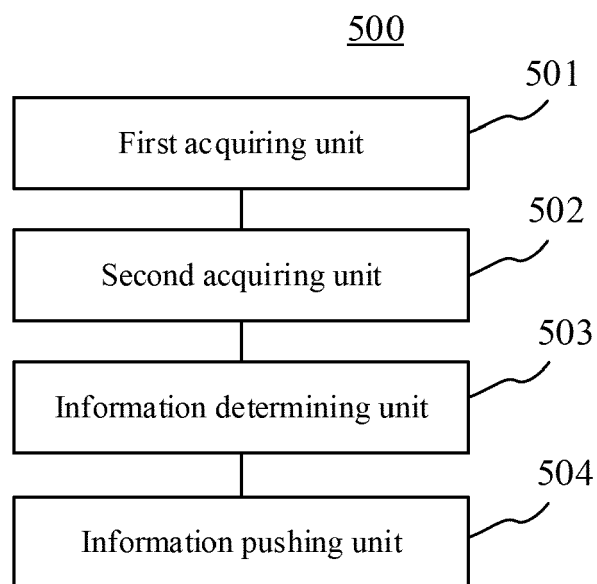 500
501
First acquiring unit
502
Second acquiring unit
503
Information determining unit
504
Information pushing unit